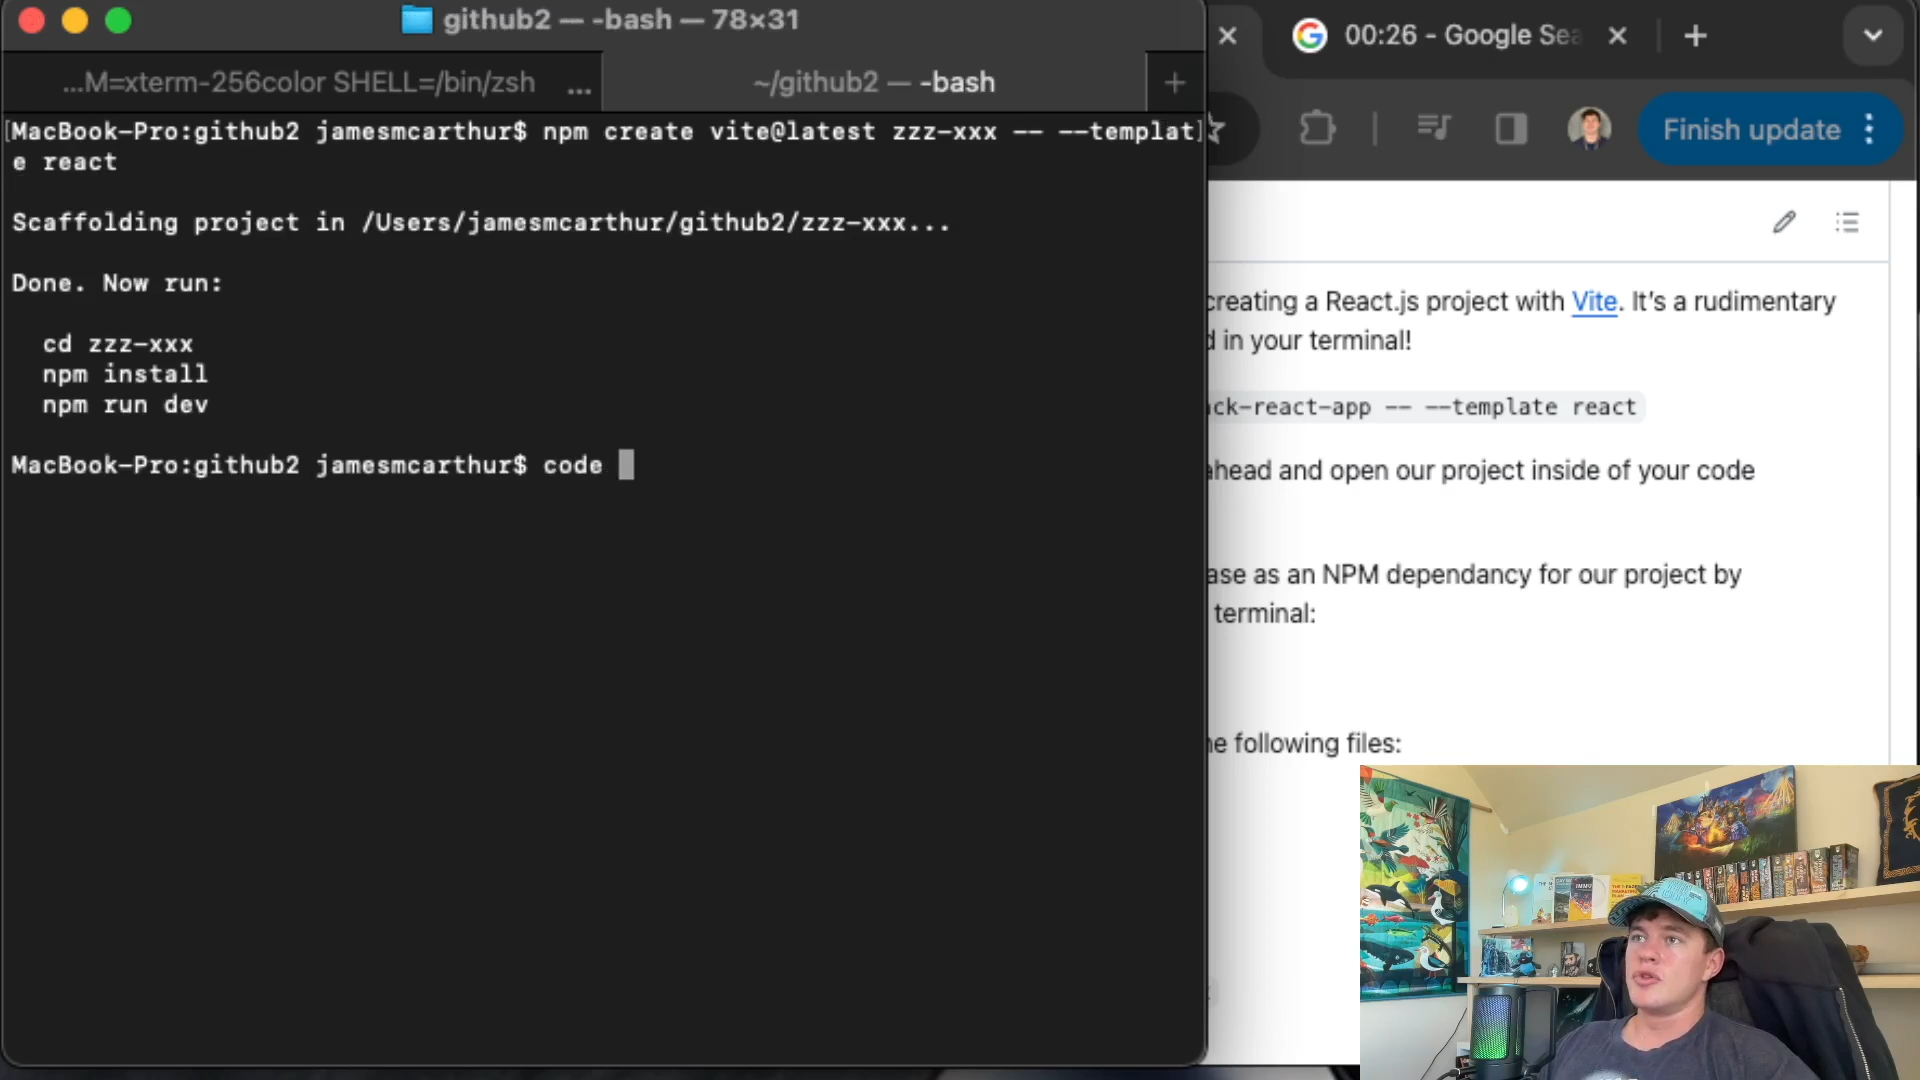 github2 — -bash — 78×31
...M=xterm-256color SHELL=/bin/zsh ...
~/github2 — -bash
[MacBook-Pro:github2 jamesmcarthur$ npm create vite@latest zzz-xxx -- --templat]
e react
Scaffolding project in /Users/jamesmcarthur/github2/zzz-xxx...
Done. Now run:
cd zzz-xxx
npm install
npm run dev
MacBook-Pro:github2 jamesmcarthur$ code
00:26 - Google Sea
Finish update
creating a React.js project with Vite. It’s a rudimentary
d in your terminal!
ck-react-app -- --template react
ahead and open our project inside of your code
ase as an NPM dependancy for our project by
terminal:
he following files: